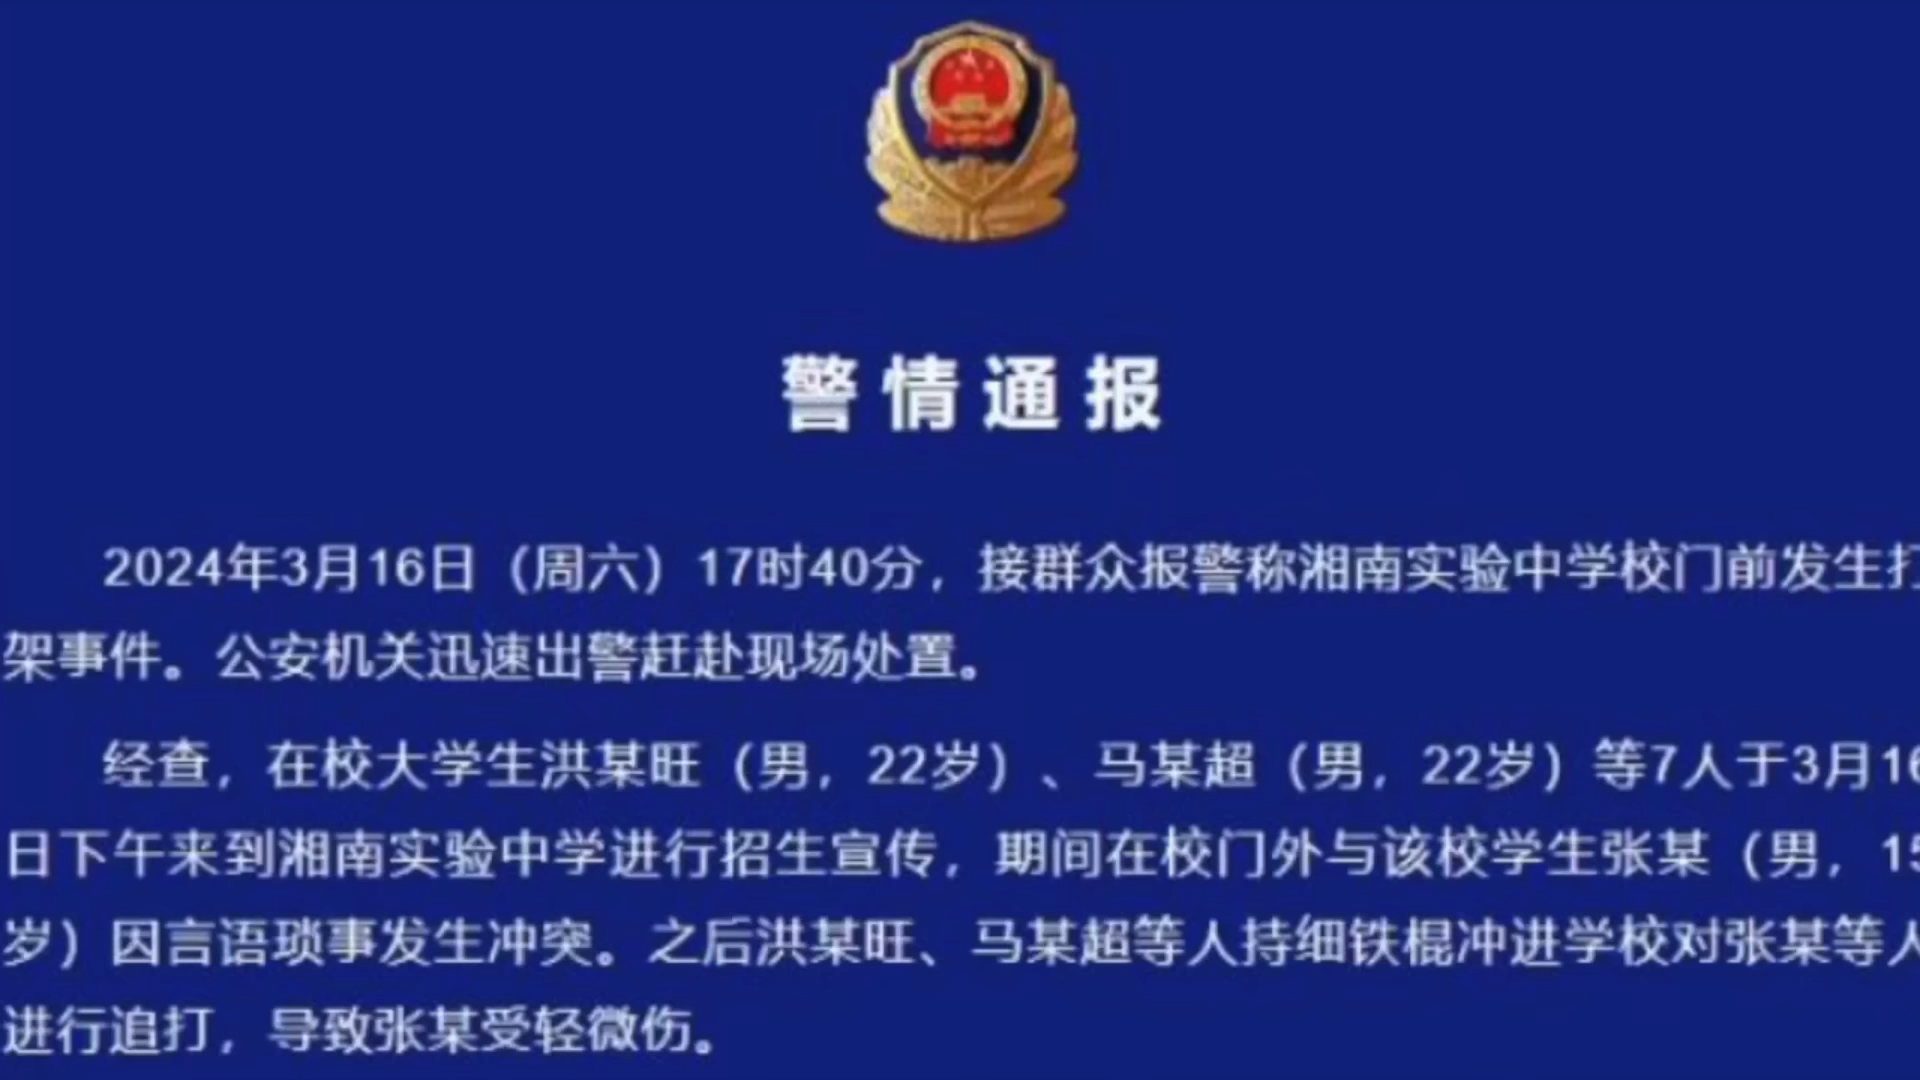 警情通报
2024年3月16日（周六）17时40分，接群众报警称湘南实验中学校门前发生打
架事件。公安机关迅速出警赶赴现场处置。
经查，在校大学生洪某旺（男，22岁）、马某超（男，22岁）等7人于3月16
日下午来到湘南实验中学进行招生宣传，期间在校门外与该校学生张某（男，15
岁）因言语琐事发生冲突。之后洪某旺、马某超等人持细铁棍冲进学校对张某等人
进行追打，导致张某受轻微伤。